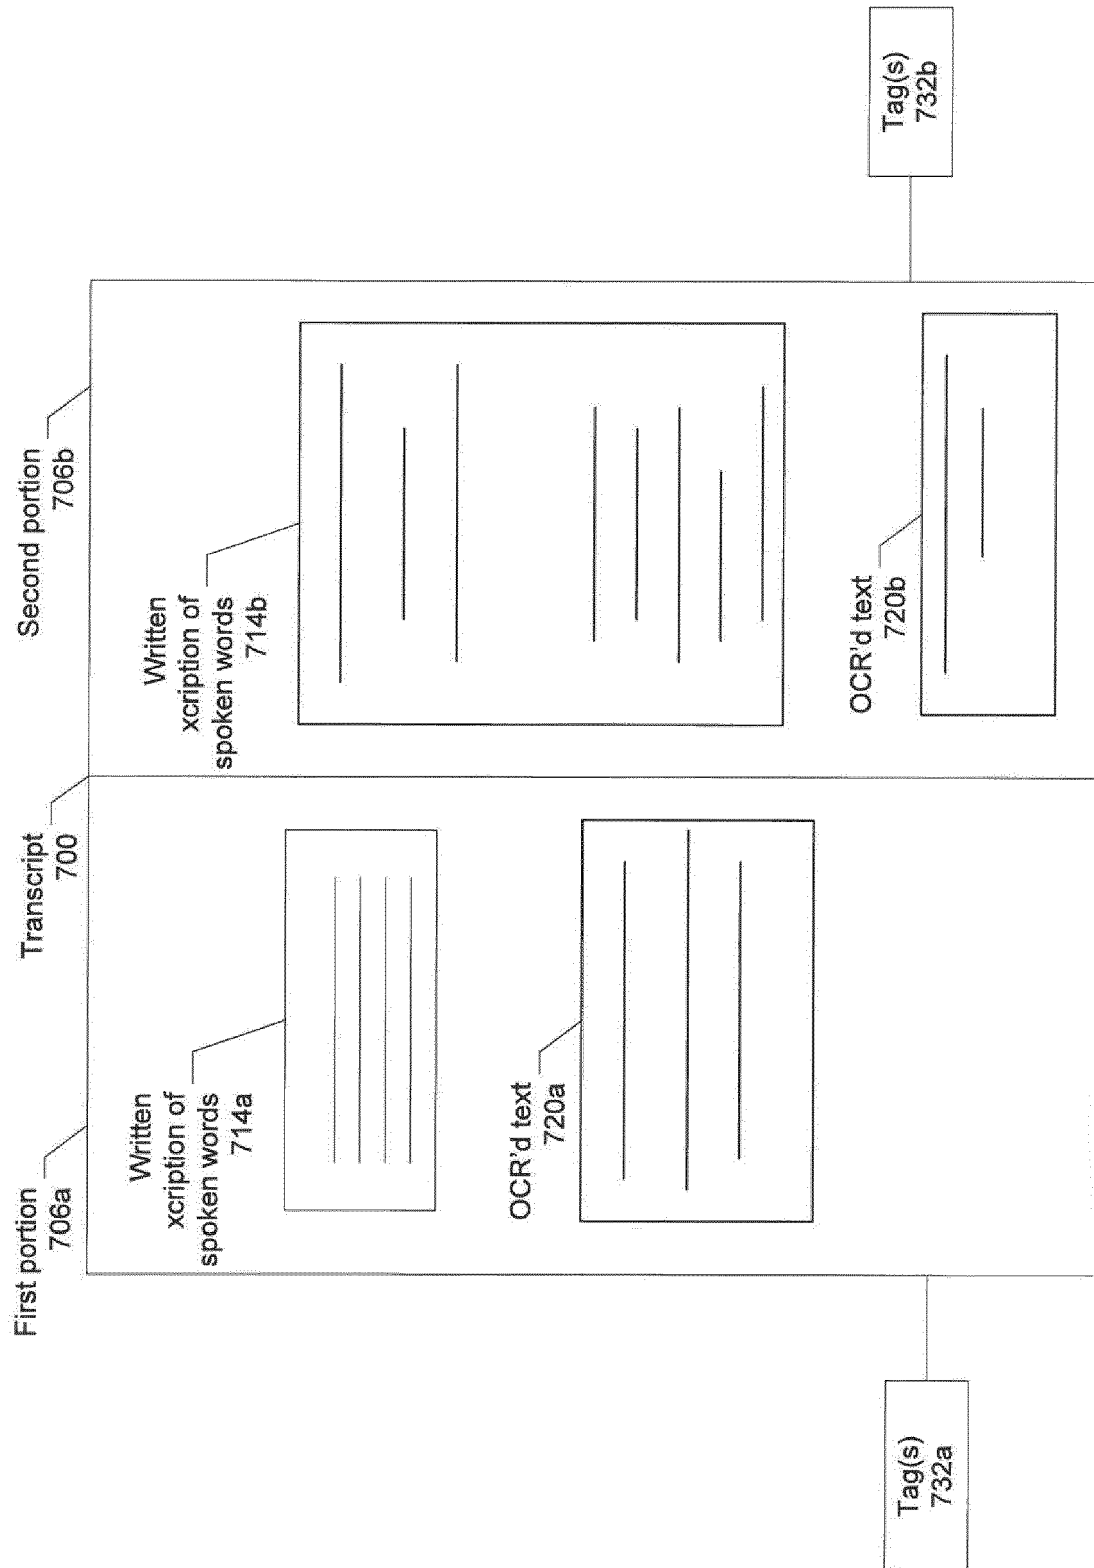 First portion
706a
Transcript
700
Second portion
706b
Written
xcription of
spoken words
714a
Written
xcription of
spoken words
714b
OCR'd text
720a
OCR'd text
720b
Tag(s)
732a
Tag(s)
732b